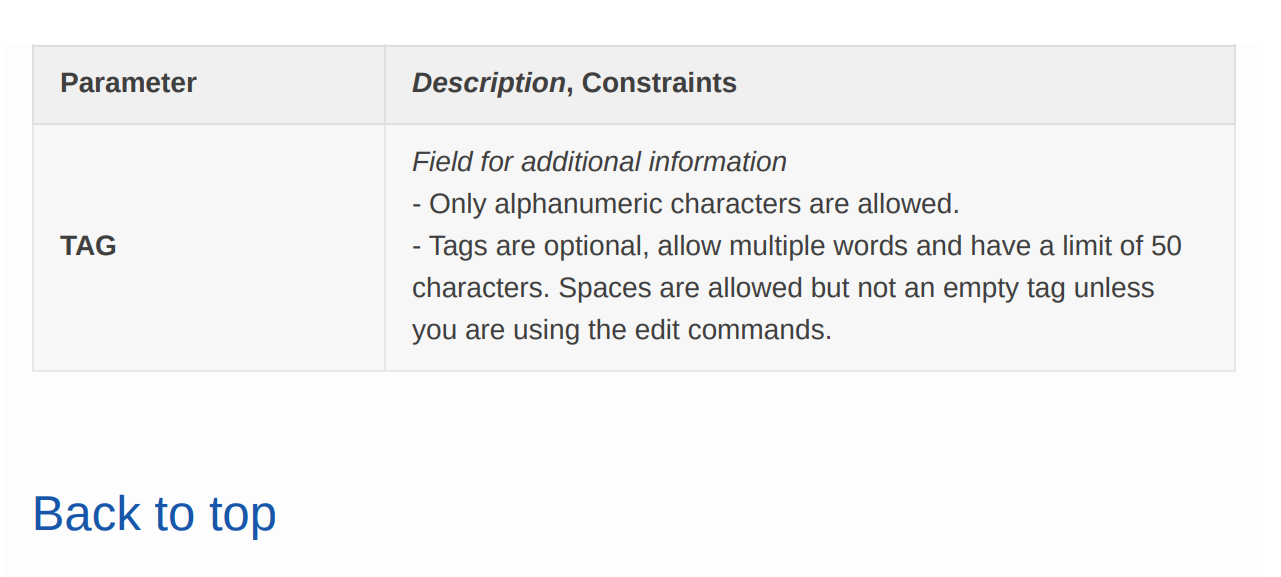 Parameter
Description, Constraints
TAG
Field for additional information
- Only alphanumeric characters are allowed.
- Tags are optional, allow multiple words and have a limit of 50
characters. Spaces are allowed but not an empty tag unless
you are using the edit commands.
Back to top